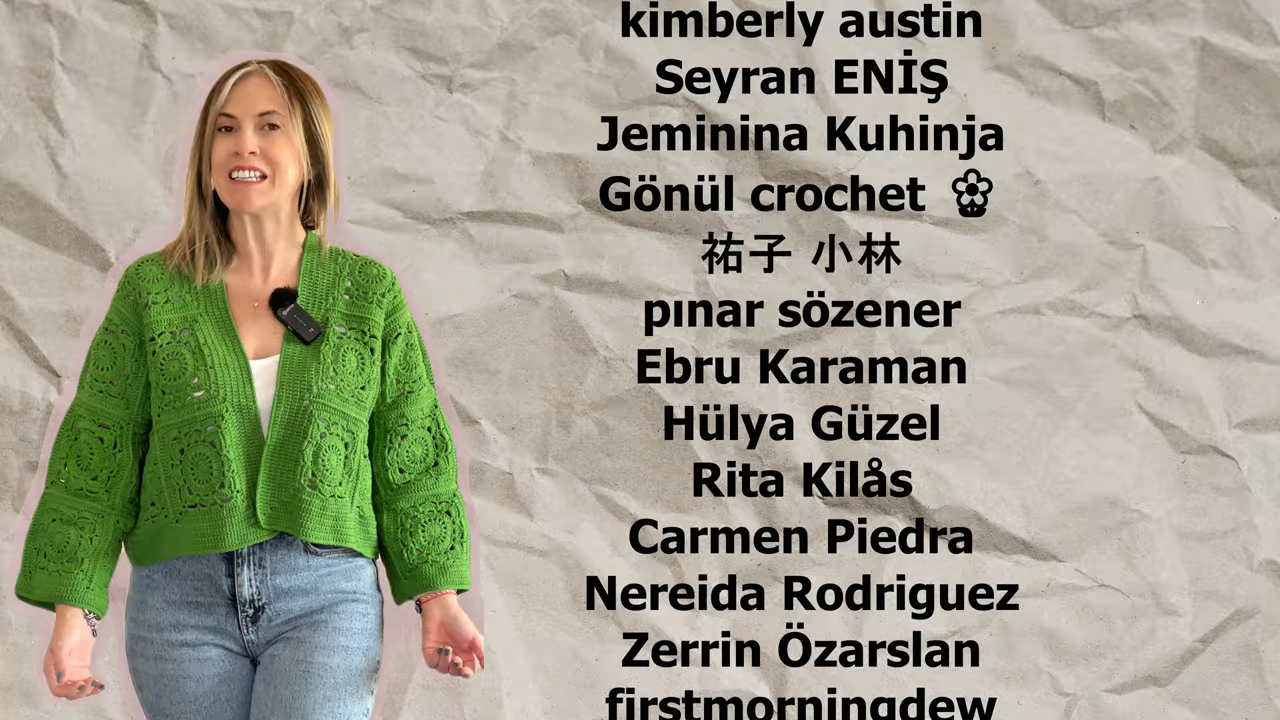 kimberly austin
Seyran ENİŞ
Jeminina Kuhinja
Gönül crochet
祐子 小林
pınar sözener
Ebru Karaman
Hülya Güzel
Rita Kilås
Carmen Piedra
Nereida Rodriguez
Zerrin Özarslan
firstmorningdew